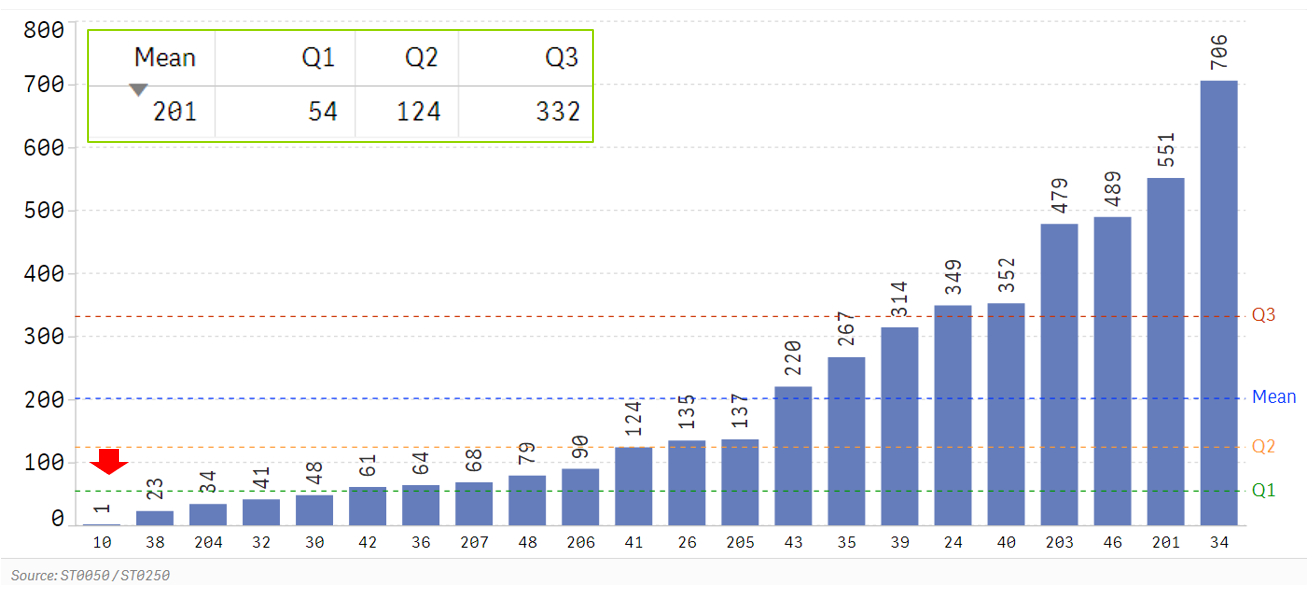 800
700
600
500
400
300
200
100
0
Mean Q1 Q2 Q3
201 54 124 332
1 23 34 41 48 61 64 68 79 90 124 135 137 220 267 314 349 352 479 489 551 706
Q3
Mean
Q2
Q1
10 38 204 32 30 42 36 207 48 206 41 26 205 43 35 39 24 40 203 46 201 34
Source: ST0050 / ST0250